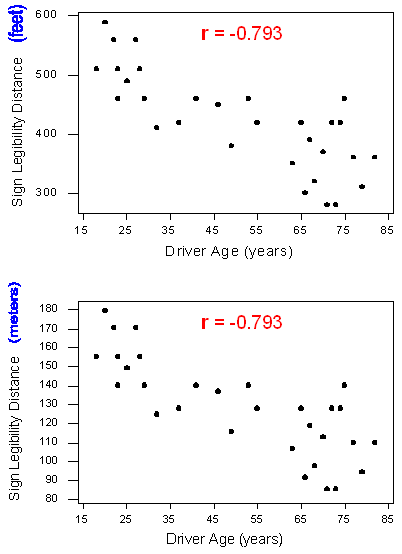 Sign Legibility Distance (feet)
r = -0.793
600
500
400
300
15 25 35 45 55 65 75 85
Driver Age (years)
Sign Legibility Distance (meters)
r = -0.793
180
170
160
150
140
130
120
110
100
90
80
15 25 35 45 55 65 75 85
Driver Age (years)